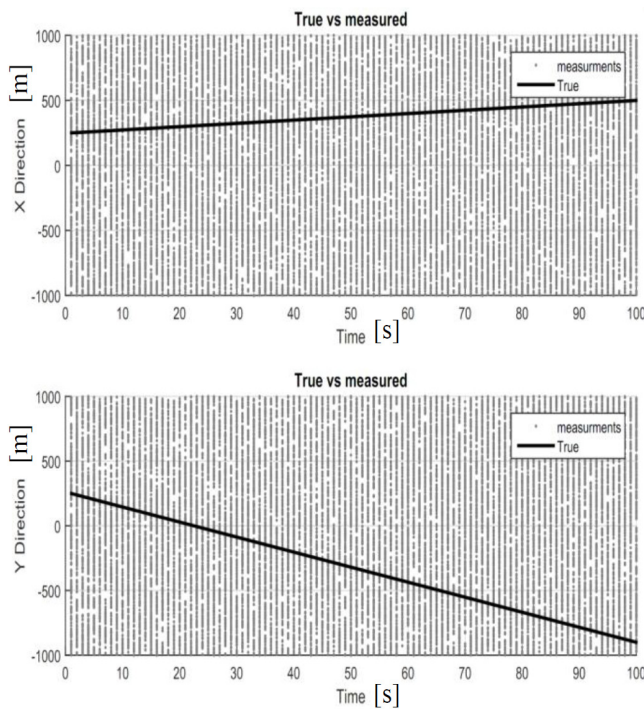 True vs measured
1000
500
0
-500
-1000
X Direction [m]
measurments
True
0 10 20 30 40 50 60 70 80 90 100
Time [s]
True vs measured
1000
500
0
-500
-1000
Y Direction [m]
measurments
True
0 10 20 30 40 50 60 70 80 90 100
Time [s]